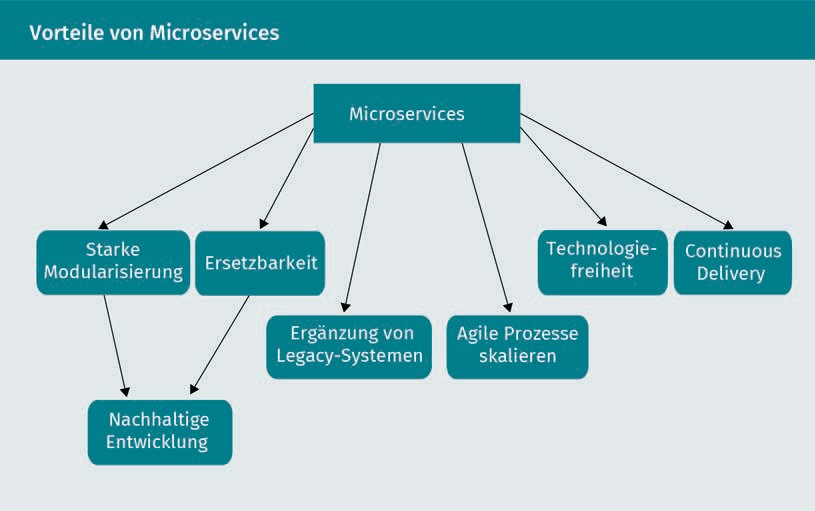 Vorteile von Microservices
Microservices
Starke
Modularisierung
Ersetzbarkeit
Technologie-
freiheit
Continuous
Delivery
Ergänzung von
Legacy-Systemen
Agile Prozesse
skalieren
Nachhaltige
Entwicklung